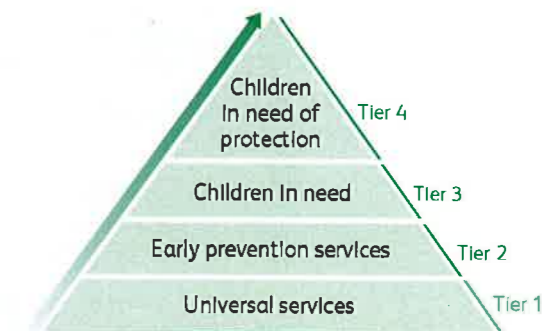 Children
in need of
protection
Tier 4
Children in need
Tier 3
Early prevention services
Tier 2
Universal services
Tier 1